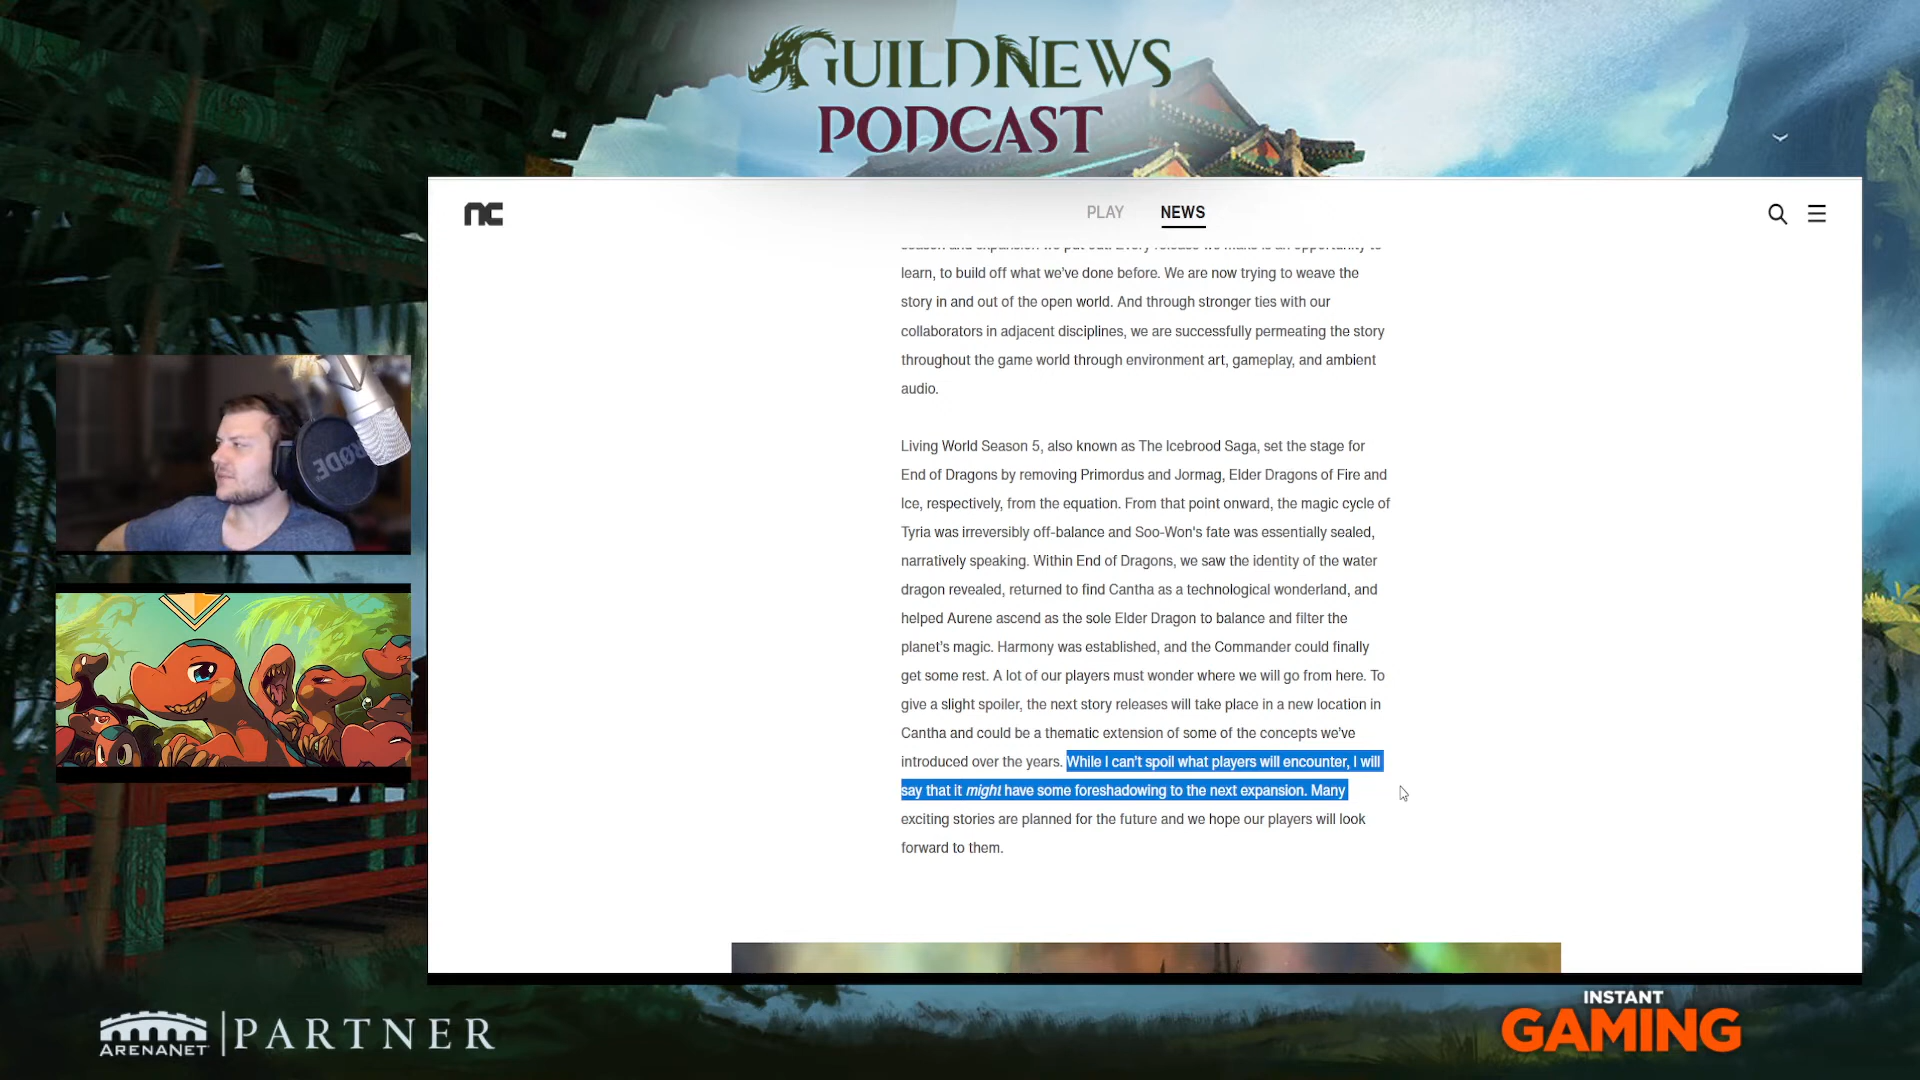 GUILDNEWS
PODCAST
nc
PLAY
NEWS
season and expansion we put out. Every release we make is an opportunity to
learn, to build off what we've done before. We are now trying to weave the
story in and out of the open world. And through stronger ties with our
collaborators in adjacent disciplines, we are successfully permeating the story
throughout the game world through environment art, gameplay, and ambient
audio.
Living World Season 5, also known as The Icebrood Saga, set the stage for
End of Dragons by removing Primordus and Jormag, Elder Dragons of Fire and
Ice, respectively, from the equation. From that point onward, the magic cycle of
Tyria was irreversibly off-balance and Soo-Won's fate was essentially sealed,
narratively speaking. Within End of Dragons, we saw the identity of the water
dragon revealed, returned to find Cantha as a technological wonderland, and
helped Aurene ascend as the sole Elder Dragon to balance and filter the
planet's magic. Harmony was established, and the Commander could finally
get some rest. A lot of our players must wonder where we will go from here. To
give a slight spoiler, the next story releases will take place in a new location in
Cantha and could be a thematic extension of some of the concepts we've
introduced over the years. While I can't spoil what players will encounter, I will
say that it might have some foreshadowing to the next expansion. Many
exciting stories are planned for the future and we hope our players will look
forward to them.
RØDE
ARENANET
PARTNER
INSTANT
GAMING